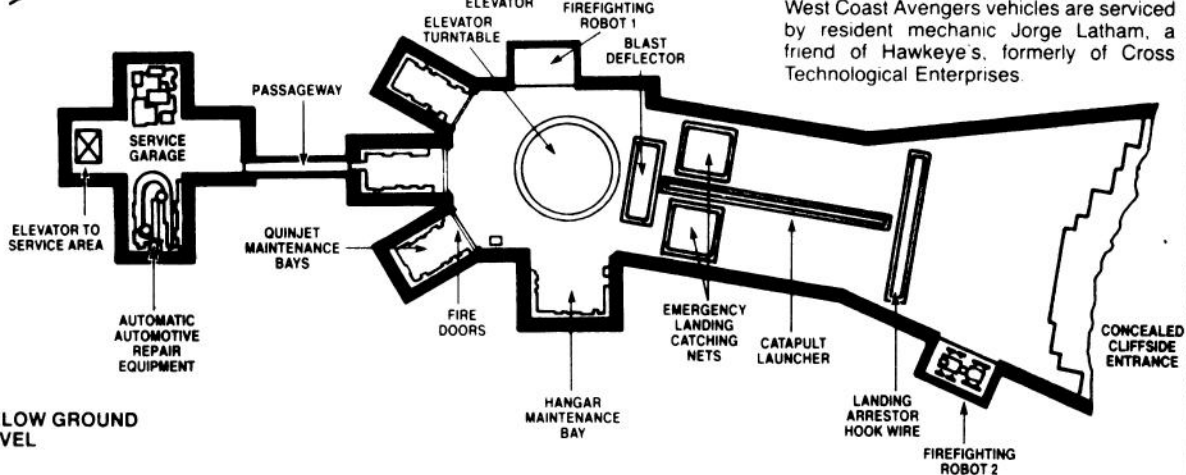 West Coast Avengers vehicles are serviced
by resident mechanic Jorge Latham, a
friend of Hawkeye's, formerly of Cross
Technological Enterprises.
ELEVATOR
ELEVATOR
TURNTABLE
FIREFIGHTING
ROBOT 1
BLAST
DEFLECTOR
PASSAGEWAY
SERVICE
GARAGE
ELEVATOR TO
SERVICE AREA
QUINJET
MAINTENANCE
BAYS
FIRE
DOORS
AUTOMATIC
AUTOMOTIVE
REPAIR
EQUIPMENT
HANGAR
MAINTENANCE
BAY
EMERGENCY
LANDING
CATCHING
NETS
CATAPULT
LAUNCHER
LANDING
ARRESTOR
HOOK WIRE
CONCEALED
CLIFFSIDE
ENTRANCE
FIREFIGHTING
ROBOT 2
LOW GROUND
VEL